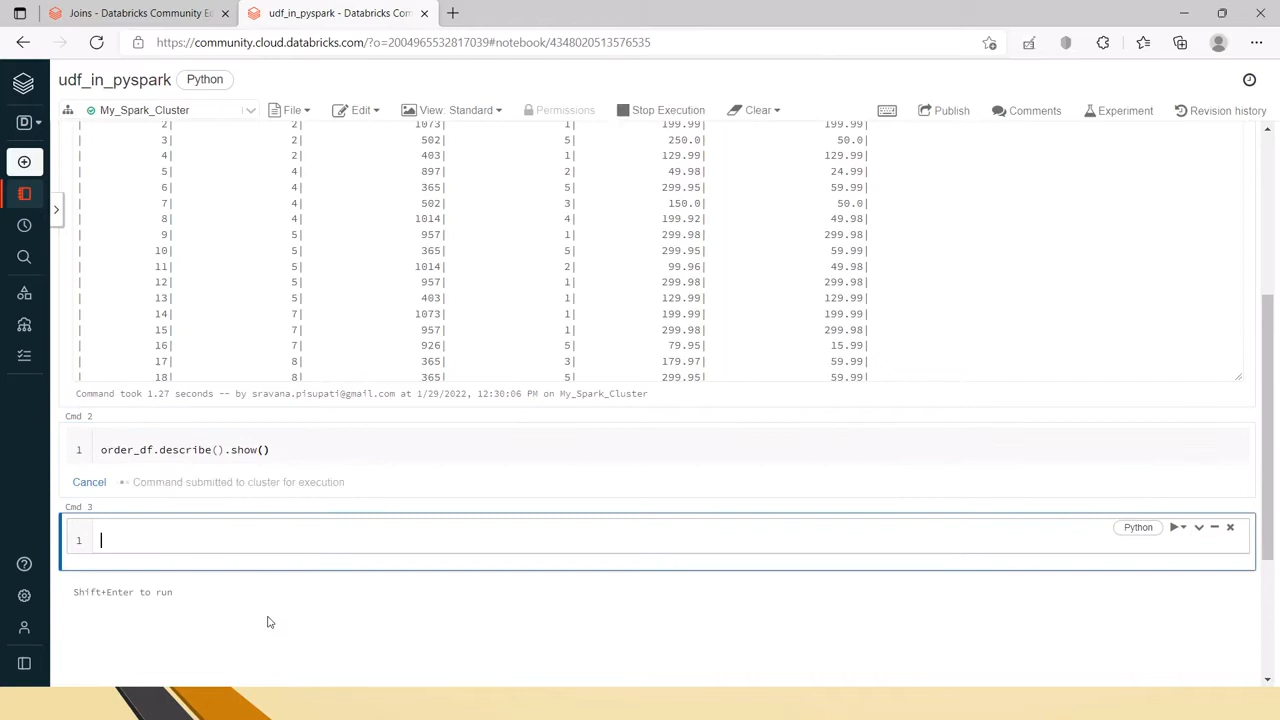 Joins - Databricks Community Ed
udf_in_pyspark - Databricks Com
https://community.cloud.databricks.com/?o=2004965532817039#notebook/4348020513576535
udf_in_pyspark Python
My_Spark_Cluster File Edit View: Standard Permissions Stop Execution Clear Publish Comments Experiment Revision history
| 2| 2| 1073| 1| 199.99| 199.99|
| 3| 2| 502| 5| 250.0| 50.0|
| 4| 2| 403| 1| 129.99| 129.99|
| 5| 4| 897| 2| 49.98| 24.99|
| 6| 4| 365| 5| 299.95| 59.99|
| 7| 4| 502| 3| 150.0| 50.0|
| 8| 4| 1014| 4| 199.92| 49.98|
| 9| 5| 957| 1| 299.98| 299.98|
| 10| 5| 365| 5| 299.95| 59.99|
| 11| 5| 1014| 2| 99.96| 49.98|
| 12| 5| 957| 1| 299.98| 299.98|
| 13| 5| 403| 1| 129.99| 129.99|
| 14| 7| 1073| 1| 199.99| 199.99|
| 15| 7| 957| 1| 299.98| 299.98|
| 16| 7| 926| 5| 79.95| 15.99|
| 17| 8| 365| 3| 179.97| 59.99|
| 18| 8| 365| 5| 299.95| 59.99|
Command took 1.27 seconds -- by sravana.pisupati@gmail.com at 1/29/2022, 12:30:06 PM on My_Spark_Cluster
Cmd 2
1 order_df.describe().show()
Cancel Command submitted to cluster for execution
Cmd 3
Python
1
Shift+Enter to run